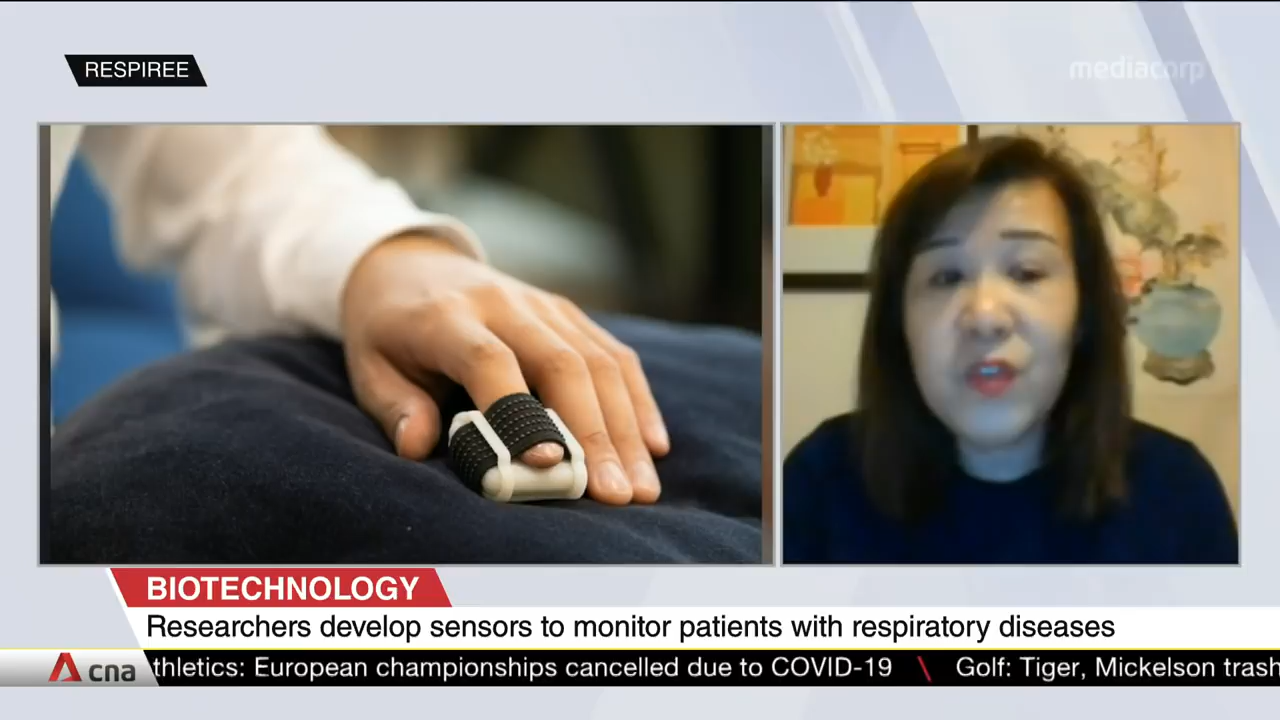 RESPIREE
mediacorp
BIOTECHNOLOGY
Researchers develop sensors to monitor patients with respiratory diseases
cna
thletics: European championships cancelled due to COVID-19 \ Golf: Tiger, Mickelson trash